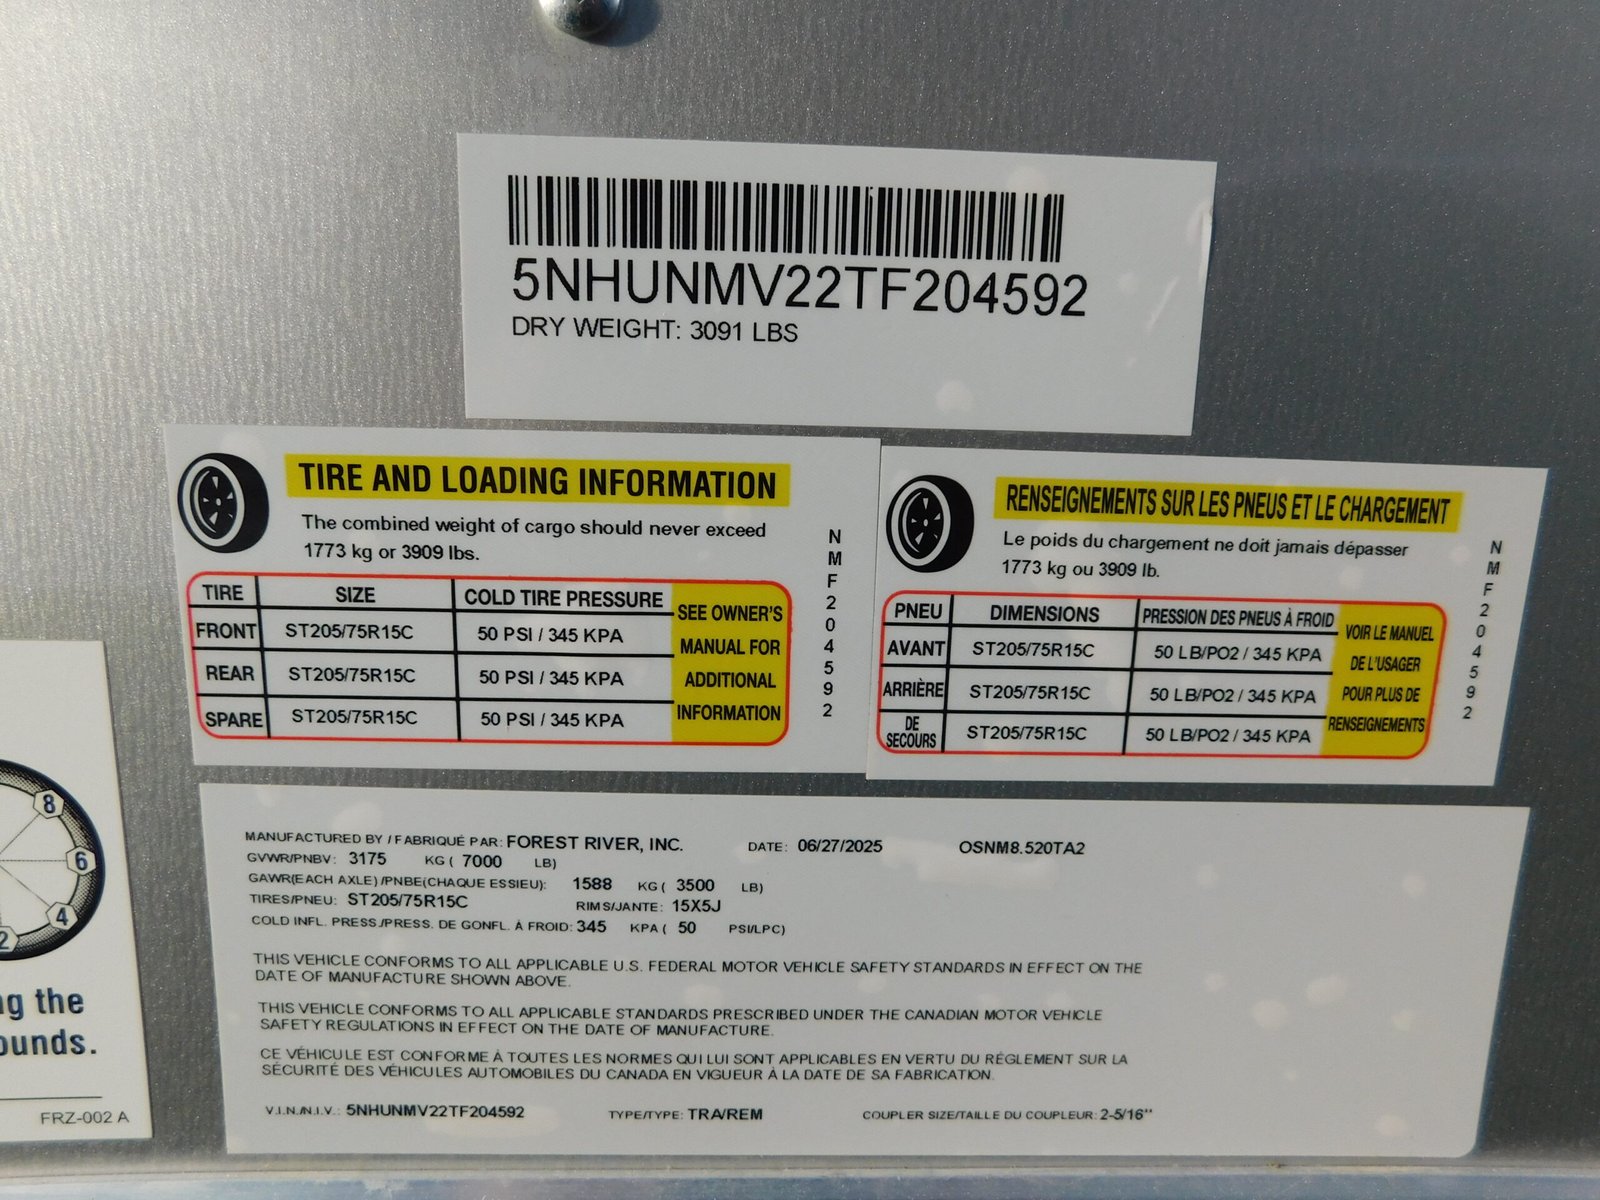 5NHUNMV22TF204592
DRY WEIGHT: 3091 LBS
TIRE AND LOADING INFORMATION
The combined weight of cargo should never exceed
1773 kg or 3909 lbs.
TIRE SIZE COLD TIRE PRESSURE
FRONT ST205/75R15C 50 PSI / 345 KPA
REAR ST205/75R15C 50 PSI / 345 KPA
SPARE ST205/75R15C 50 PSI / 345 KPA
SEE OWNER'S
MANUAL FOR
ADDITIONAL
INFORMATION
NMF204592
RENSEIGNEMENTS SUR LES PNEUS ET LE CHARGEMENT
Le poids du chargement ne doit jamais dépasser
1773 kg ou 3909 lb.
PNEU DIMENSIONS PRESSION DES PNEUS À FROID
AVANT ST205/75R15C 50 LB/PO2 / 345 KPA
ARRIÈRE ST205/75R15C 50 LB/PO2 / 345 KPA
DE SECOURS ST205/75R15C 50 LB/PO2 / 345 KPA
VOIR LE MANUEL
DE L'USAGER
POUR PLUS DE
RENSEIGNEMENTS
NMF204592
8
6
4
2
ng the
ounds.
FRZ-002 A
MANUFACTURED BY / FABRIQUÉ PAR: FOREST RIVER, INC. DATE: 06/27/2025 OSNM8.520TA2
GVWR/PNBV: 3175 KG ( 7000 LB)
GAWR(EACH AXLE) /PNBE(CHAQUE ESSIEU): 1588 KG ( 3500 LB)
TIRES/PNEU: ST205/75R15C RIMS/JANTE: 15X5J
COLD INFL. PRESS./PRESS. DE GONFL. À FROID: 345 KPA ( 50 PSI/LPC)
THIS VEHICLE CONFORMS TO ALL APPLICABLE U.S. FEDERAL MOTOR VEHICLE SAFETY STANDARDS IN EFFECT ON THE
DATE OF MANUFACTURE SHOWN ABOVE.
THIS VEHICLE CONFORMS TO ALL APPLICABLE STANDARDS PRESCRIBED UNDER THE CANADIAN MOTOR VEHICLE
SAFETY REGULATIONS IN EFFECT ON THE DATE OF MANUFACTURE.
CE VÉHICULE EST CONFORME À TOUTES LES NORMES QUI LUI SONT APPLICABLES EN VERTU DU RÉGLEMENT SUR LA
SÉCURITÉ DES VÉHICULES AUTOMOBILES DU CANADA EN VIGUEUR À LA DATE DE SA FABRICATION.
V.I.N./N.I.V.: 5NHUNMV22TF204592 TYPE/TYPE: TRA/REM COUPLER SIZE/TAILLE DU COUPLEUR: 2-5/16"